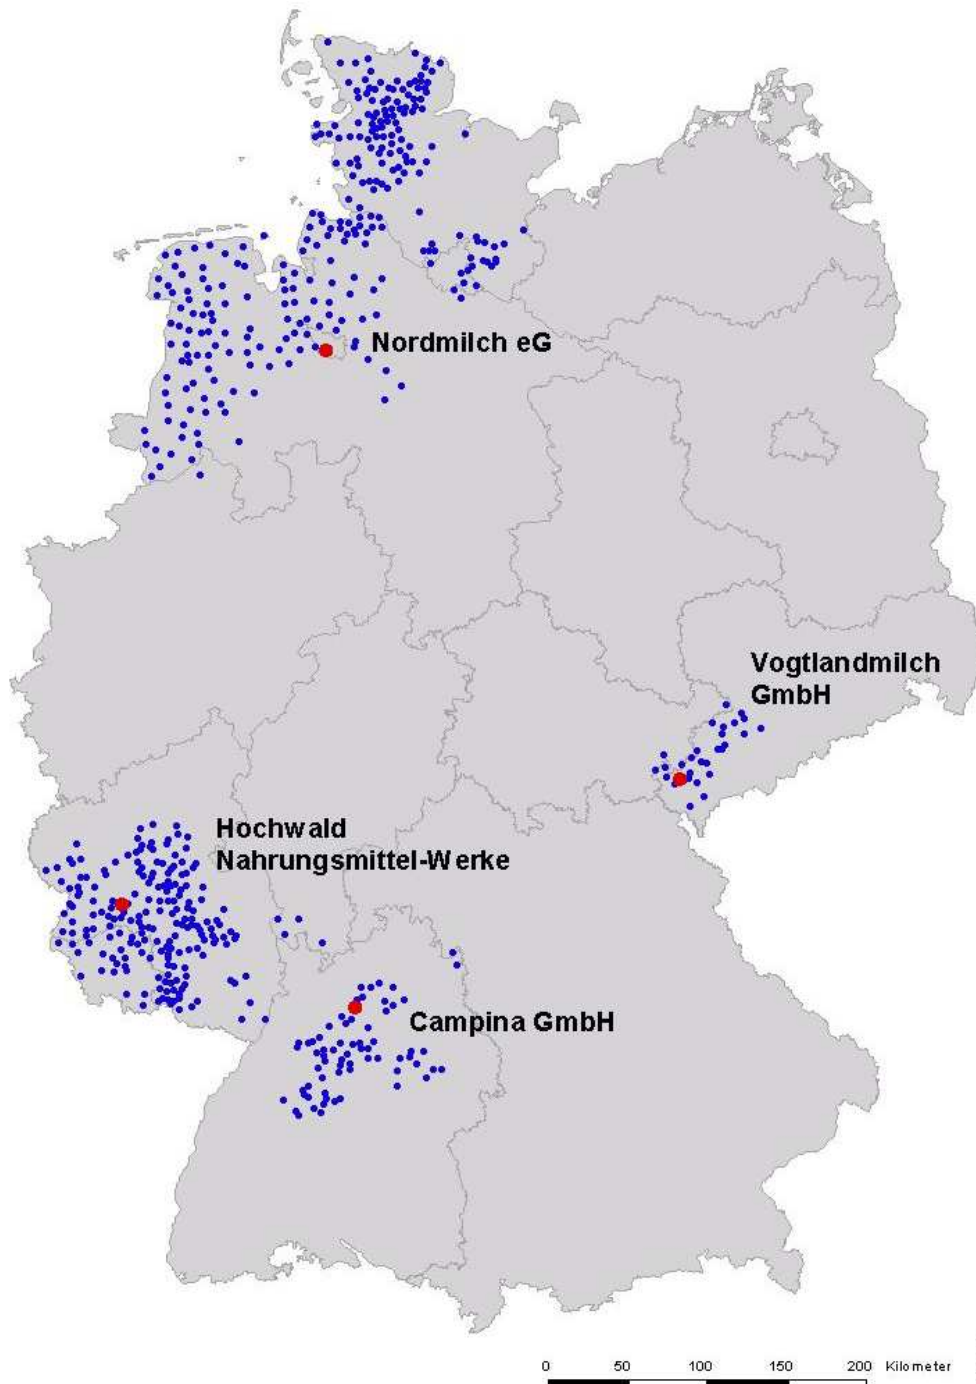 Nordmilch eG
Vogtlandmilch
GmbH
Hochwald
Nahrungsmittel-Werke
Campina GmbH
0 50 100 150 200 Kilometer